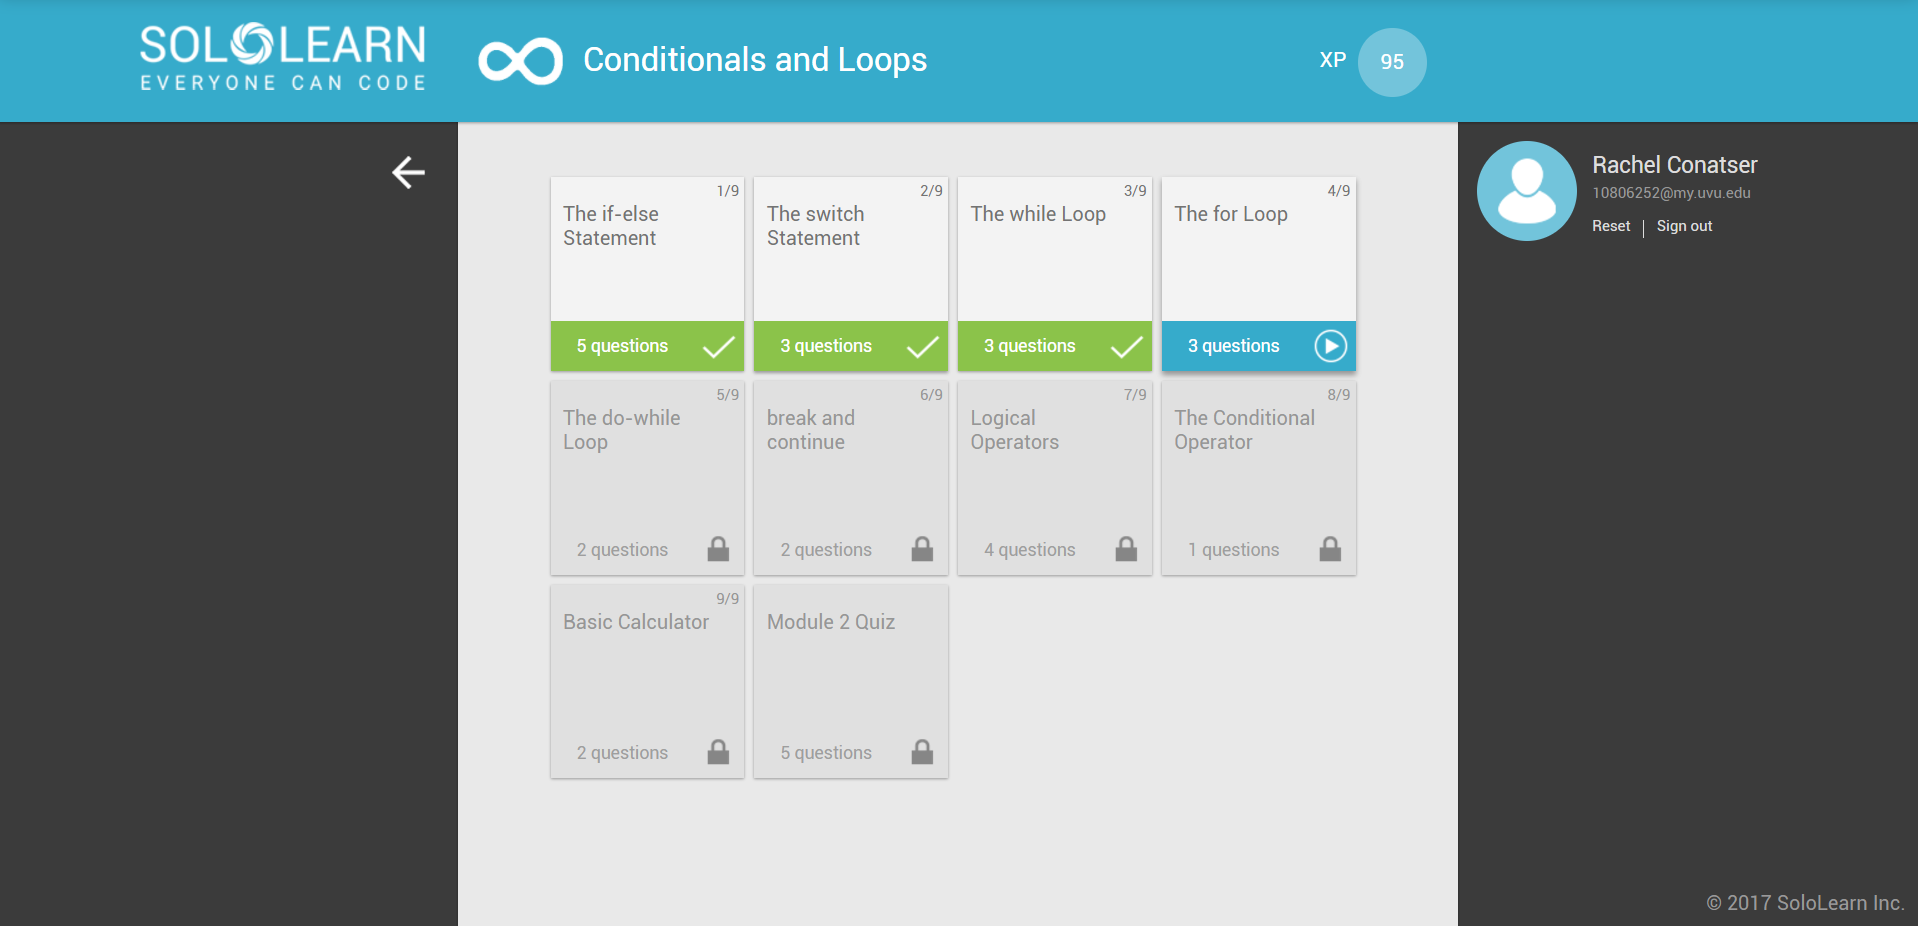 SOLOLEARN
EVERYONE CAN CODE
Conditionals and Loops
XP 95
Rachel Conatser
10806252@my.uvu.edu
Reset | Sign out
1/9
The if-else
Statement
5 questions
2/9
The switch
Statement
3 questions
3/9
The while Loop
3 questions
4/9
The for Loop
3 questions
5/9
The do-while
Loop
2 questions
6/9
break and
continue
2 questions
7/9
Logical
Operators
4 questions
8/9
The Conditional
Operator
1 questions
9/9
Basic Calculator
2 questions
Module 2 Quiz
5 questions
© 2017 SoloLearn Inc.